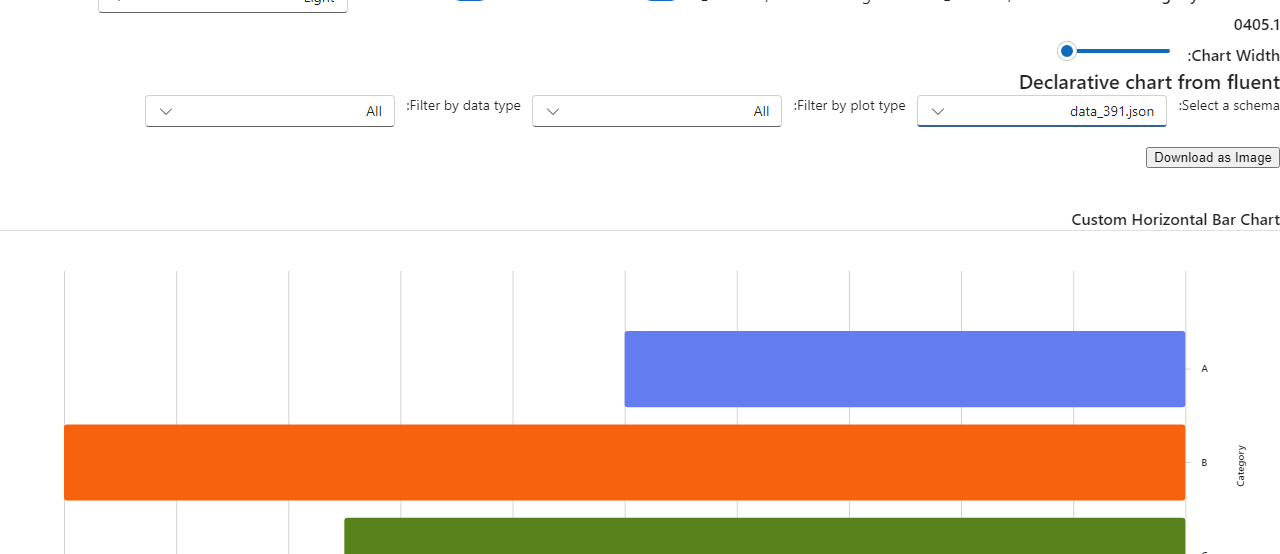 0405.1
:Chart Width
Declarative chart from fluent
:Select a schema data_391.json :Filter by plot type All :Filter by data type All
Download as Image
Custom Horizontal Bar Chart
A
B
Category